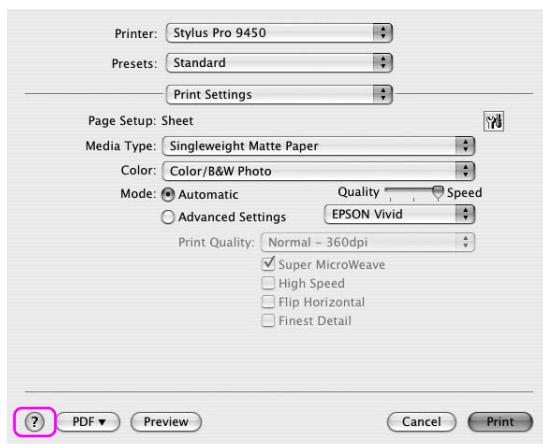 Printer: Stylus Pro 9450
Presets: Standard
Print Settings
Page Setup: Sheet
Media Type: Singleweight Matte Paper
Color: Color/B&W Photo
Mode: Automatic Quality Speed
Advanced Settings EPSON Vivid
Print Quality: Normal – 360dpi
Super MicroWeave
High Speed
Flip Horizontal
Finest Detail
? PDF ▼ Preview Cancel Print